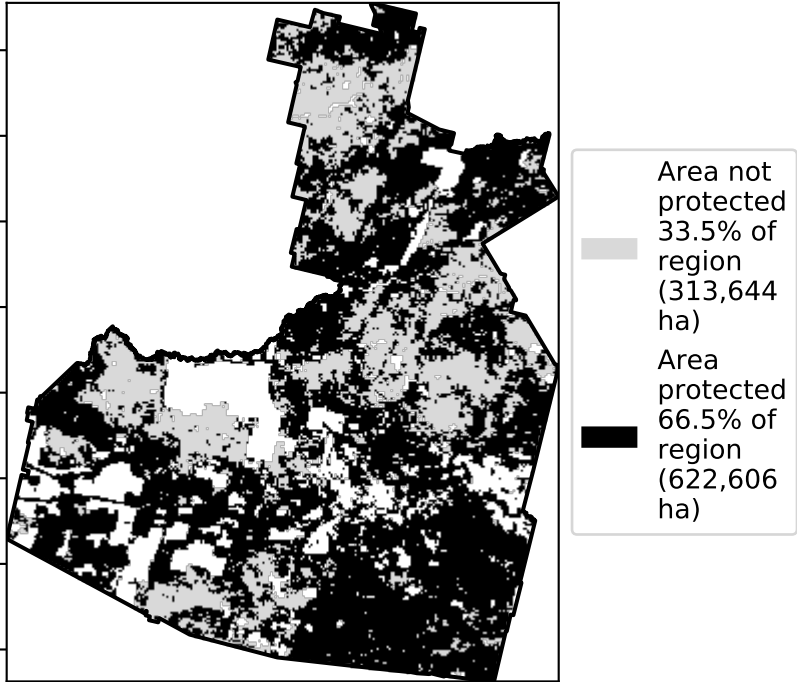 Area not
protected
33.5% of
region
(313,644
ha)
Area
protected
66.5% of
region
(622,606
ha)